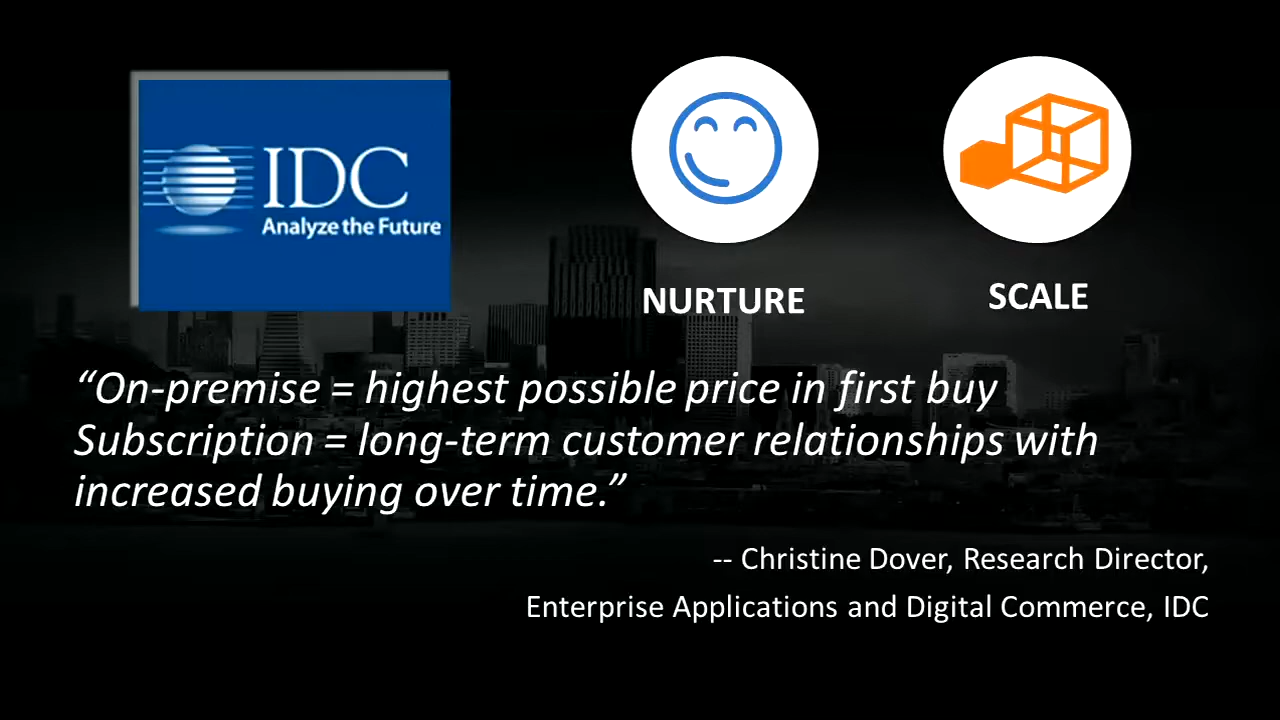 IDC
Analyze the Future
NURTURE
SCALE
“On-premise = highest possible price in first buy
Subscription = long-term customer relationships with
increased buying over time.”
-- Christine Dover, Research Director,
Enterprise Applications and Digital Commerce, IDC